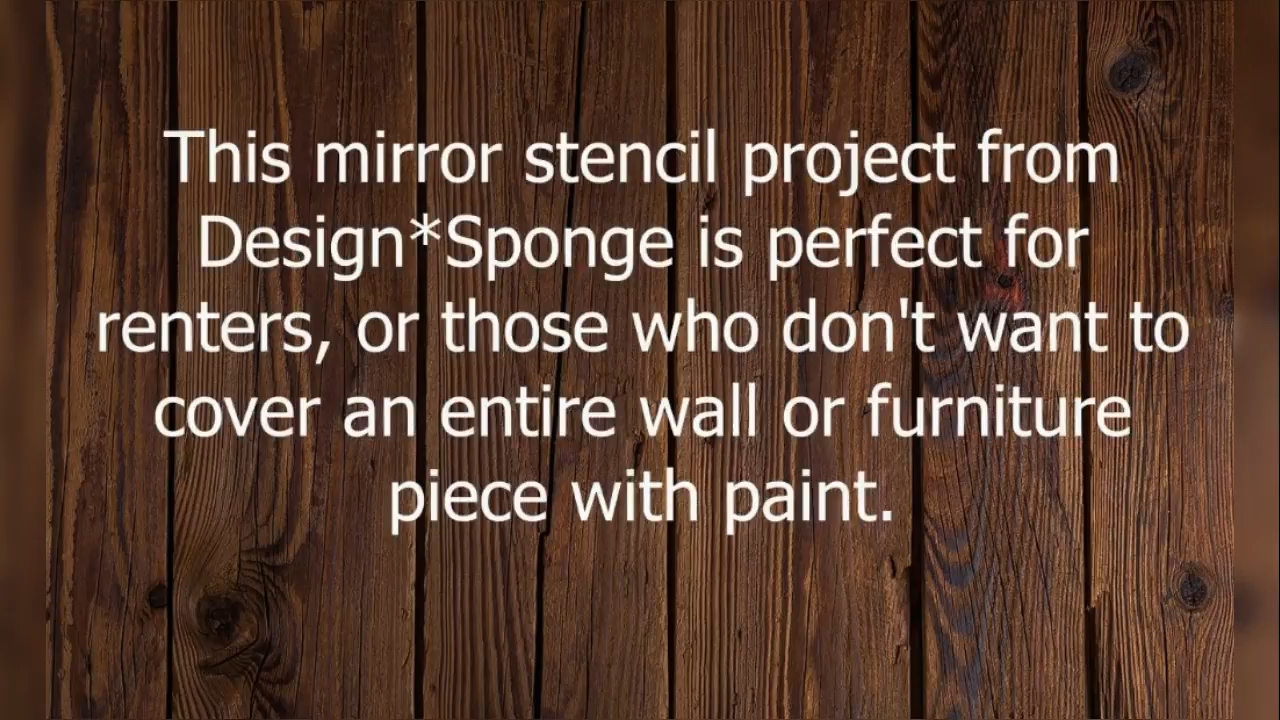 This mirror stencil project from
Design*Sponge is perfect for
renters, or those who don't want to
cover an entire wall or furniture
piece with paint.